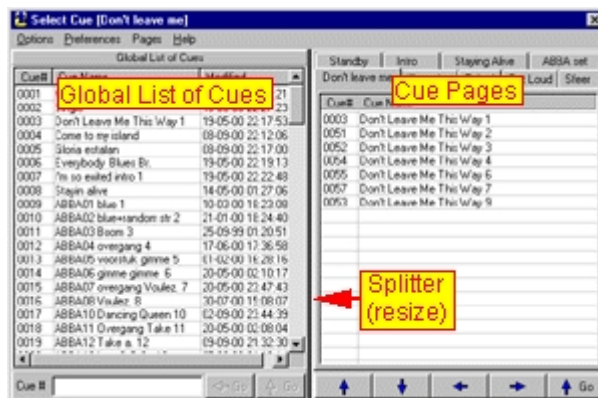 Select Cue [Don't leave me]
Options Preferences Pages Help
Global List of Cues
Cue# Cue Name Modified
Global List of Cues
0001 21
0002 23
0003 Don't Leave Me This Way 1 19-05-00 22:17:53
0004 Come to my island 08-09-00 22:12:06
0005 Gloria estafan 08-09-00 22:17:00
0006 Everybody Blues Br. 19-05-00 22:19:13
0007 I'm so exited intro 1 19-05-00 22:22:48
0008 Stayin alive 14-05-00 01:27:06
0009 ABBA01 blue 1 10-03-00 16:23:08
0010 ABBA02 blue+random str 2 21-01-00 18:24:40
0011 ABBA03 Boom 3 25-09-99 01:20:51
0012 ABBA04 overgang 4 17-06-00 17:36:58
0013 ABBA05 voorstuk gimme 5 01-02-00 16:28:16
0014 ABBA06 gimme gimme 6 20-05-00 02:10:17
0015 ABBA07 overgang Voulez. 7 20-05-00 23:47:43
0016 ABBA08 Voulez. 8 30-07-00 15:08:07
0017 ABBA10 Dancing Queen 10 02-09-00 23:44:39
0018 ABBA11 Overgang Take 11 20-05-00 02:08:04
0019 ABBA12 Take a. 12 09-09-00 21:32:30
Cue # Go Go
Standby Intro Staying Alive ABBA set
Don't leave me Loud Sfeer
Cue Pages
Cue# Cue
0003 Don't Leave Me This Way 1
0051 Don't Leave Me This Way 2
0052 Don't Leave Me This Way 3
0054 Don't Leave Me This Way 4
0055 Don't Leave Me This Way 6
0057 Don't Leave Me This Way 7
0053 Don't Leave Me This Way 9
Splitter
(resize)
Go